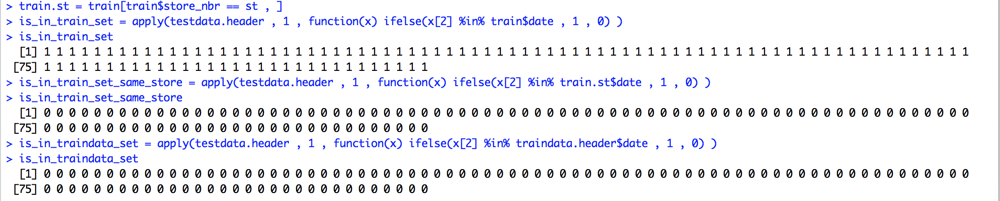 > train.st = train[train$store_nbr == st , ]
> is_in_train_set = apply(testdata.header , 1 , function(x) ifelse(x[2] %in% train$date , 1 , 0) )
> is_in_train_set
[1] 1 1 1 1 1 1 1 1 1 1 1 1 1 1 1 1 1 1 1 1 1 1 1 1 1 1 1 1 1 1 1 1 1 1 1 1 1 1 1 1 1 1 1 1 1 1 1 1 1 1 1 1 1 1 1 1 1 1 1 1 1 1 1 1 1 1 1 1 1 1 1 1 1 1
[75] 1 1 1 1 1 1 1 1 1 1 1 1 1 1 1 1 1 1 1 1 1 1 1 1 1 1 1 1 1 1 1
> is_in_train_set_same_store = apply(testdata.header , 1 , function(x) ifelse(x[2] %in% train.st$date , 1 , 0) )
> is_in_train_set_same_store
[1] 0 0 0 0 0 0 0 0 0 0 0 0 0 0 0 0 0 0 0 0 0 0 0 0 0 0 0 0 0 0 0 0 0 0 0 0 0 0 0 0 0 0 0 0 0 0 0 0 0 0 0 0 0 0 0 0 0 0 0 0 0 0 0 0 0 0 0 0 0 0 0 0 0 0
[75] 0 0 0 0 0 0 0 0 0 0 0 0 0 0 0 0 0 0 0 0 0 0 0 0 0 0 0 0 0 0 0
> is_in_traindata_set = apply(testdata.header , 1 , function(x) ifelse(x[2] %in% traindata.header$date , 1 , 0) )
> is_in_traindata_set
[1] 0 0 0 0 0 0 0 0 0 0 0 0 0 0 0 0 0 0 0 0 0 0 0 0 0 0 0 0 0 0 0 0 0 0 0 0 0 0 0 0 0 0 0 0 0 0 0 0 0 0 0 0 0 0 0 0 0 0 0 0 0 0 0 0 0 0 0 0 0 0 0 0 0 0
[75] 0 0 0 0 0 0 0 0 0 0 0 0 0 0 0 0 0 0 0 0 0 0 0 0 0 0 0 0 0 0 0